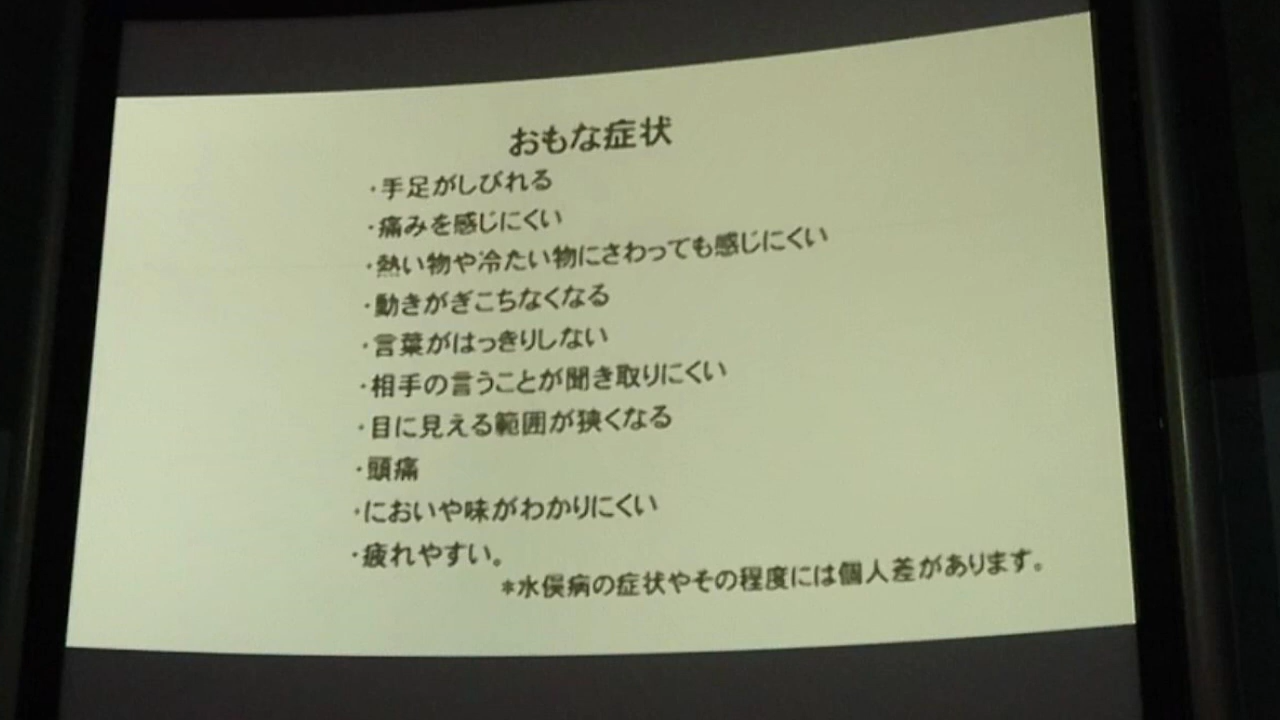 おもな症状
・手足がしびれる
・痛みを感じにくい
・熱い物や冷たい物にさわっても感じにくい
・動きがぎこちなくなる
・言葉がはっきりしない
・相手の言うことが聞き取りにくい
・目に見える範囲が狭くなる
・頭痛
・においや味がわかりにくい
・疲れやすい。
*水俣病の症状やその程度には個人差があります。